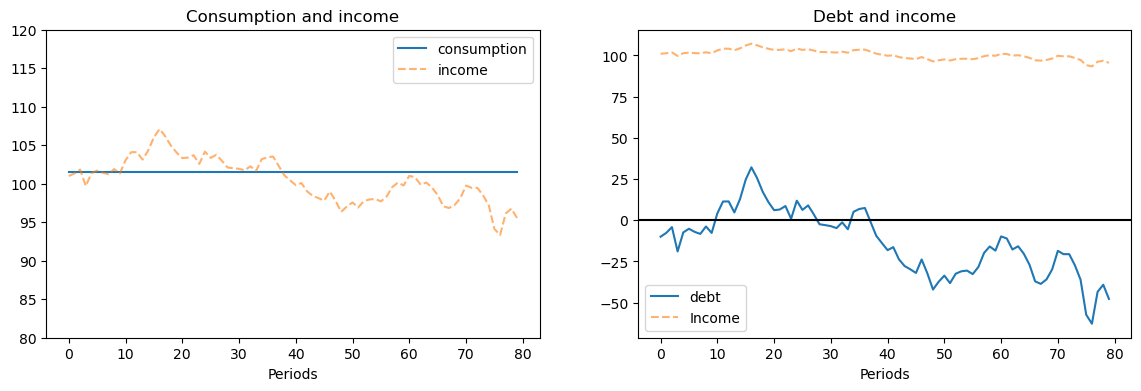 Consumption and income
120
115
110
105
100
95
90
85
80
consumption
income
0 10 20 30 40 50 60 70 80
Periods
Debt and income
100
75
50
25
0
−25
−50
debt
Income
0 10 20 30 40 50 60 70 80
Periods